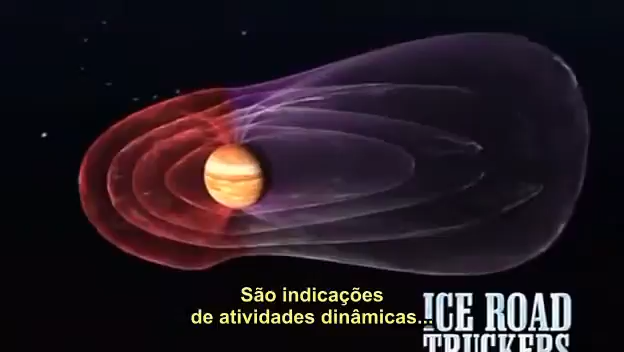 São indicações
de atividades dinâmicas...
ICE ROAD
TRUCKERS